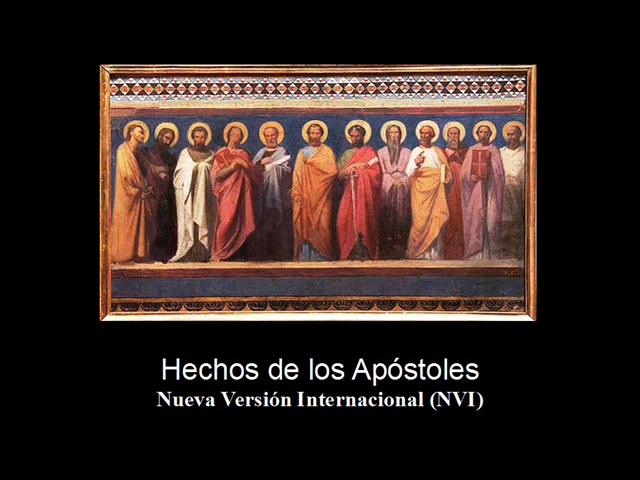 Hechos de los Apóstoles
Nueva Versión Internacional (NVI)